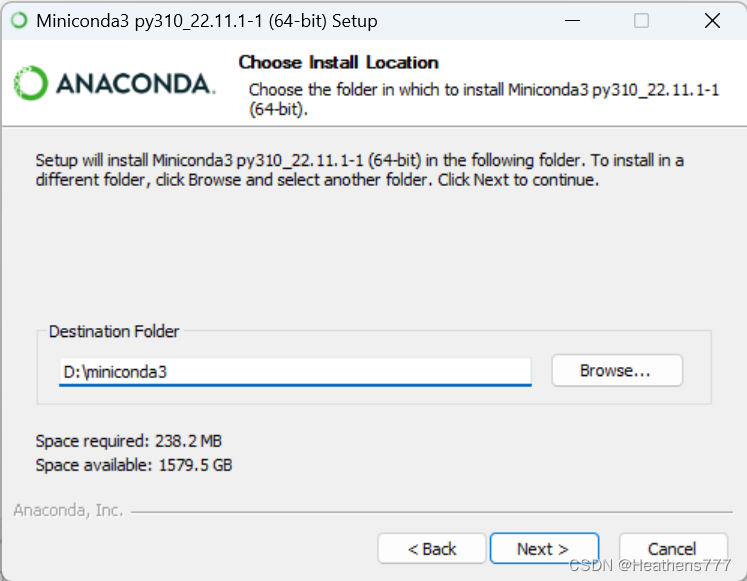 Miniconda3 py310_22.11.1-1 (64-bit) Setup
ANACONDA.
Choose Install Location
Choose the folder in which to install Miniconda3 py310_22.11.1-1
(64-bit).
Setup will install Miniconda3 py310_22.11.1-1 (64-bit) in the following folder. To install in a
different folder, click Browse and select another folder. Click Next to continue.
Destination Folder
D:\miniconda3
Browse...
Space required: 238.2 MB
Space available: 1579.5 GB
Anaconda, Inc.
< Back
Next >
Cancel
CSDN @Heathens777